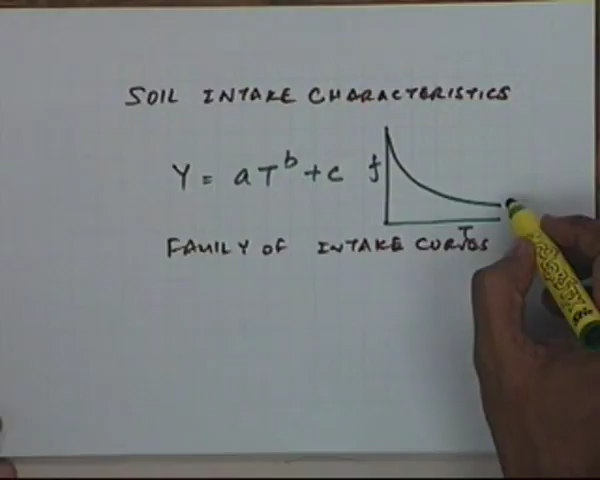 SOIL INTAKE CHARACTERISTICS
Y = aT^b + c
f
T
FAMILY OF INTAKE CURVES